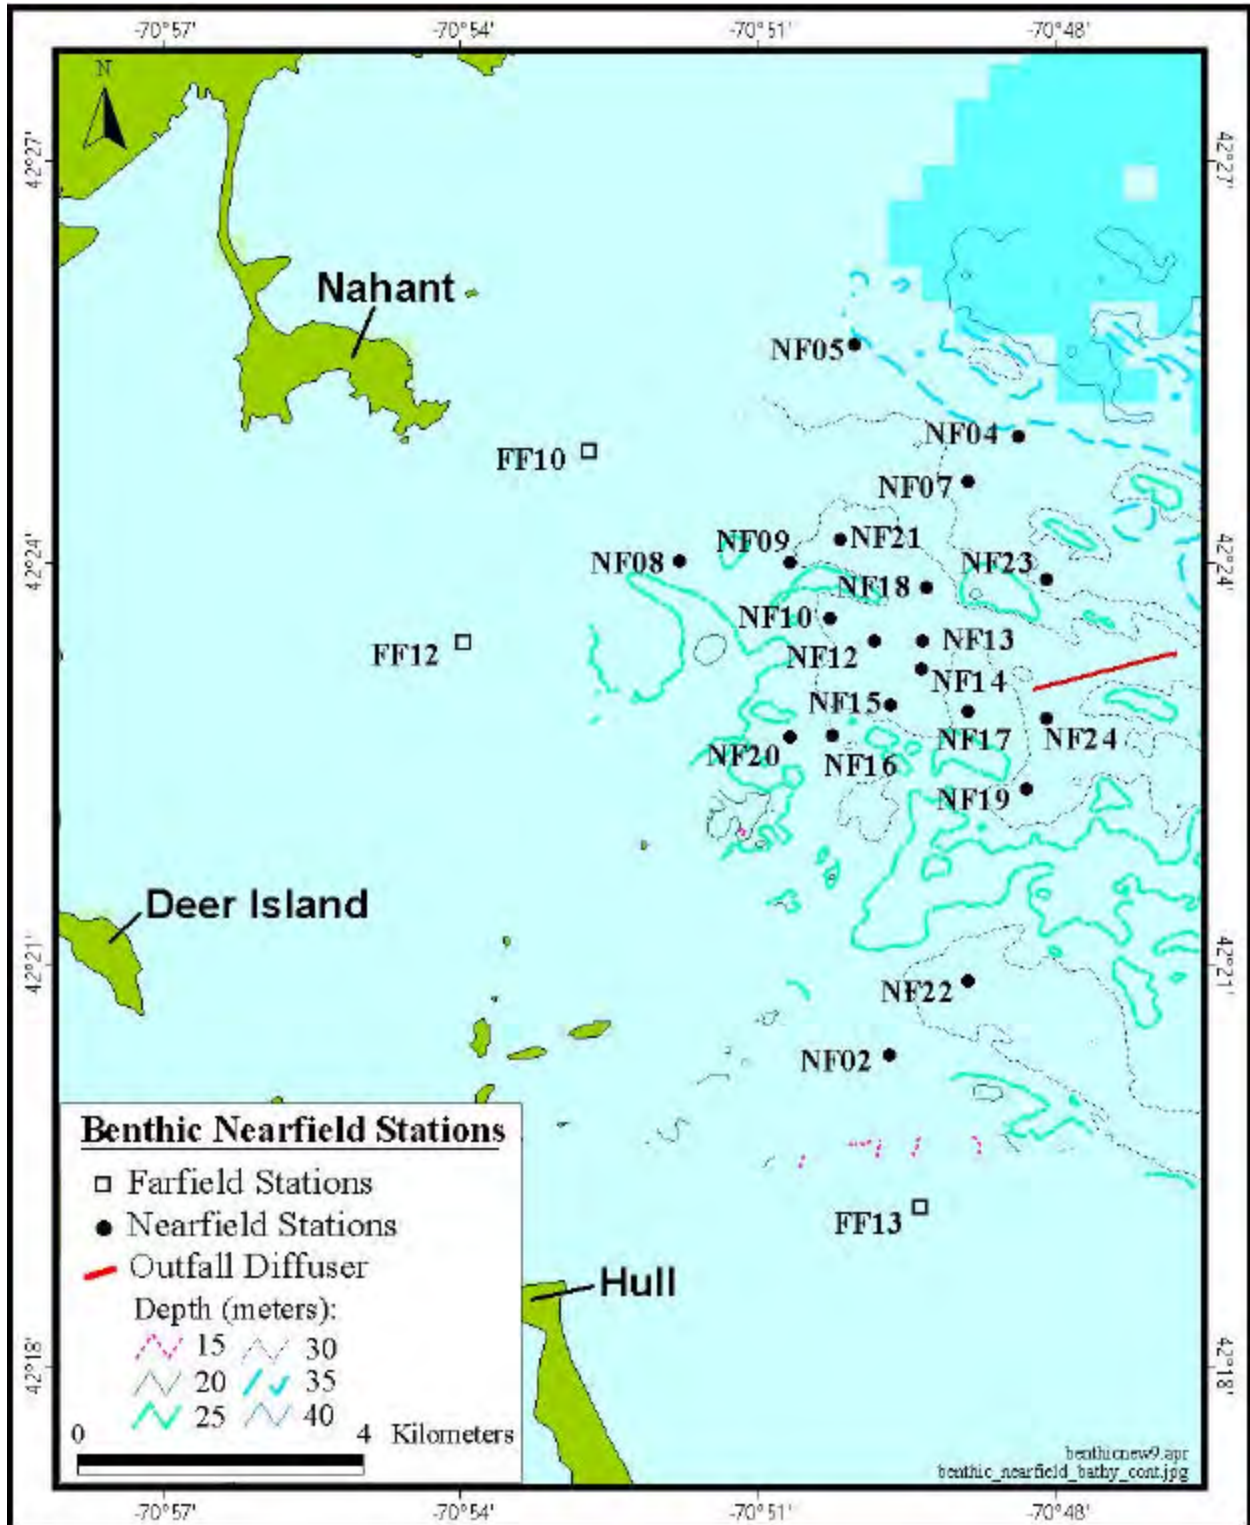 -70°57' -70°54' -70°51' -70°48'
N
42°27' 42°27'
Nahant
NF05
NF04
FF10
NF07
NF09 NF21
NF08 NF23
NF18
NF10
FF12 NF12 NF13
NF14
NF15
NF20 NF16 NF17 NF24
NF19
42°24' 42°24'
Deer Island
42°21' 42°21'
NF22
NF02
Benthic Nearfield Stations
Farfield Stations
Nearfield Stations
FF13
Outfall Diffuser
Hull
Depth (meters):
15 30
20 35
25 40
42°18' 42°18'
0 4 Kilometers
benthicnew9.apr
benthic_nearfield_bathy_cont.jpg
-70°57' -70°54' -70°51' -70°48'